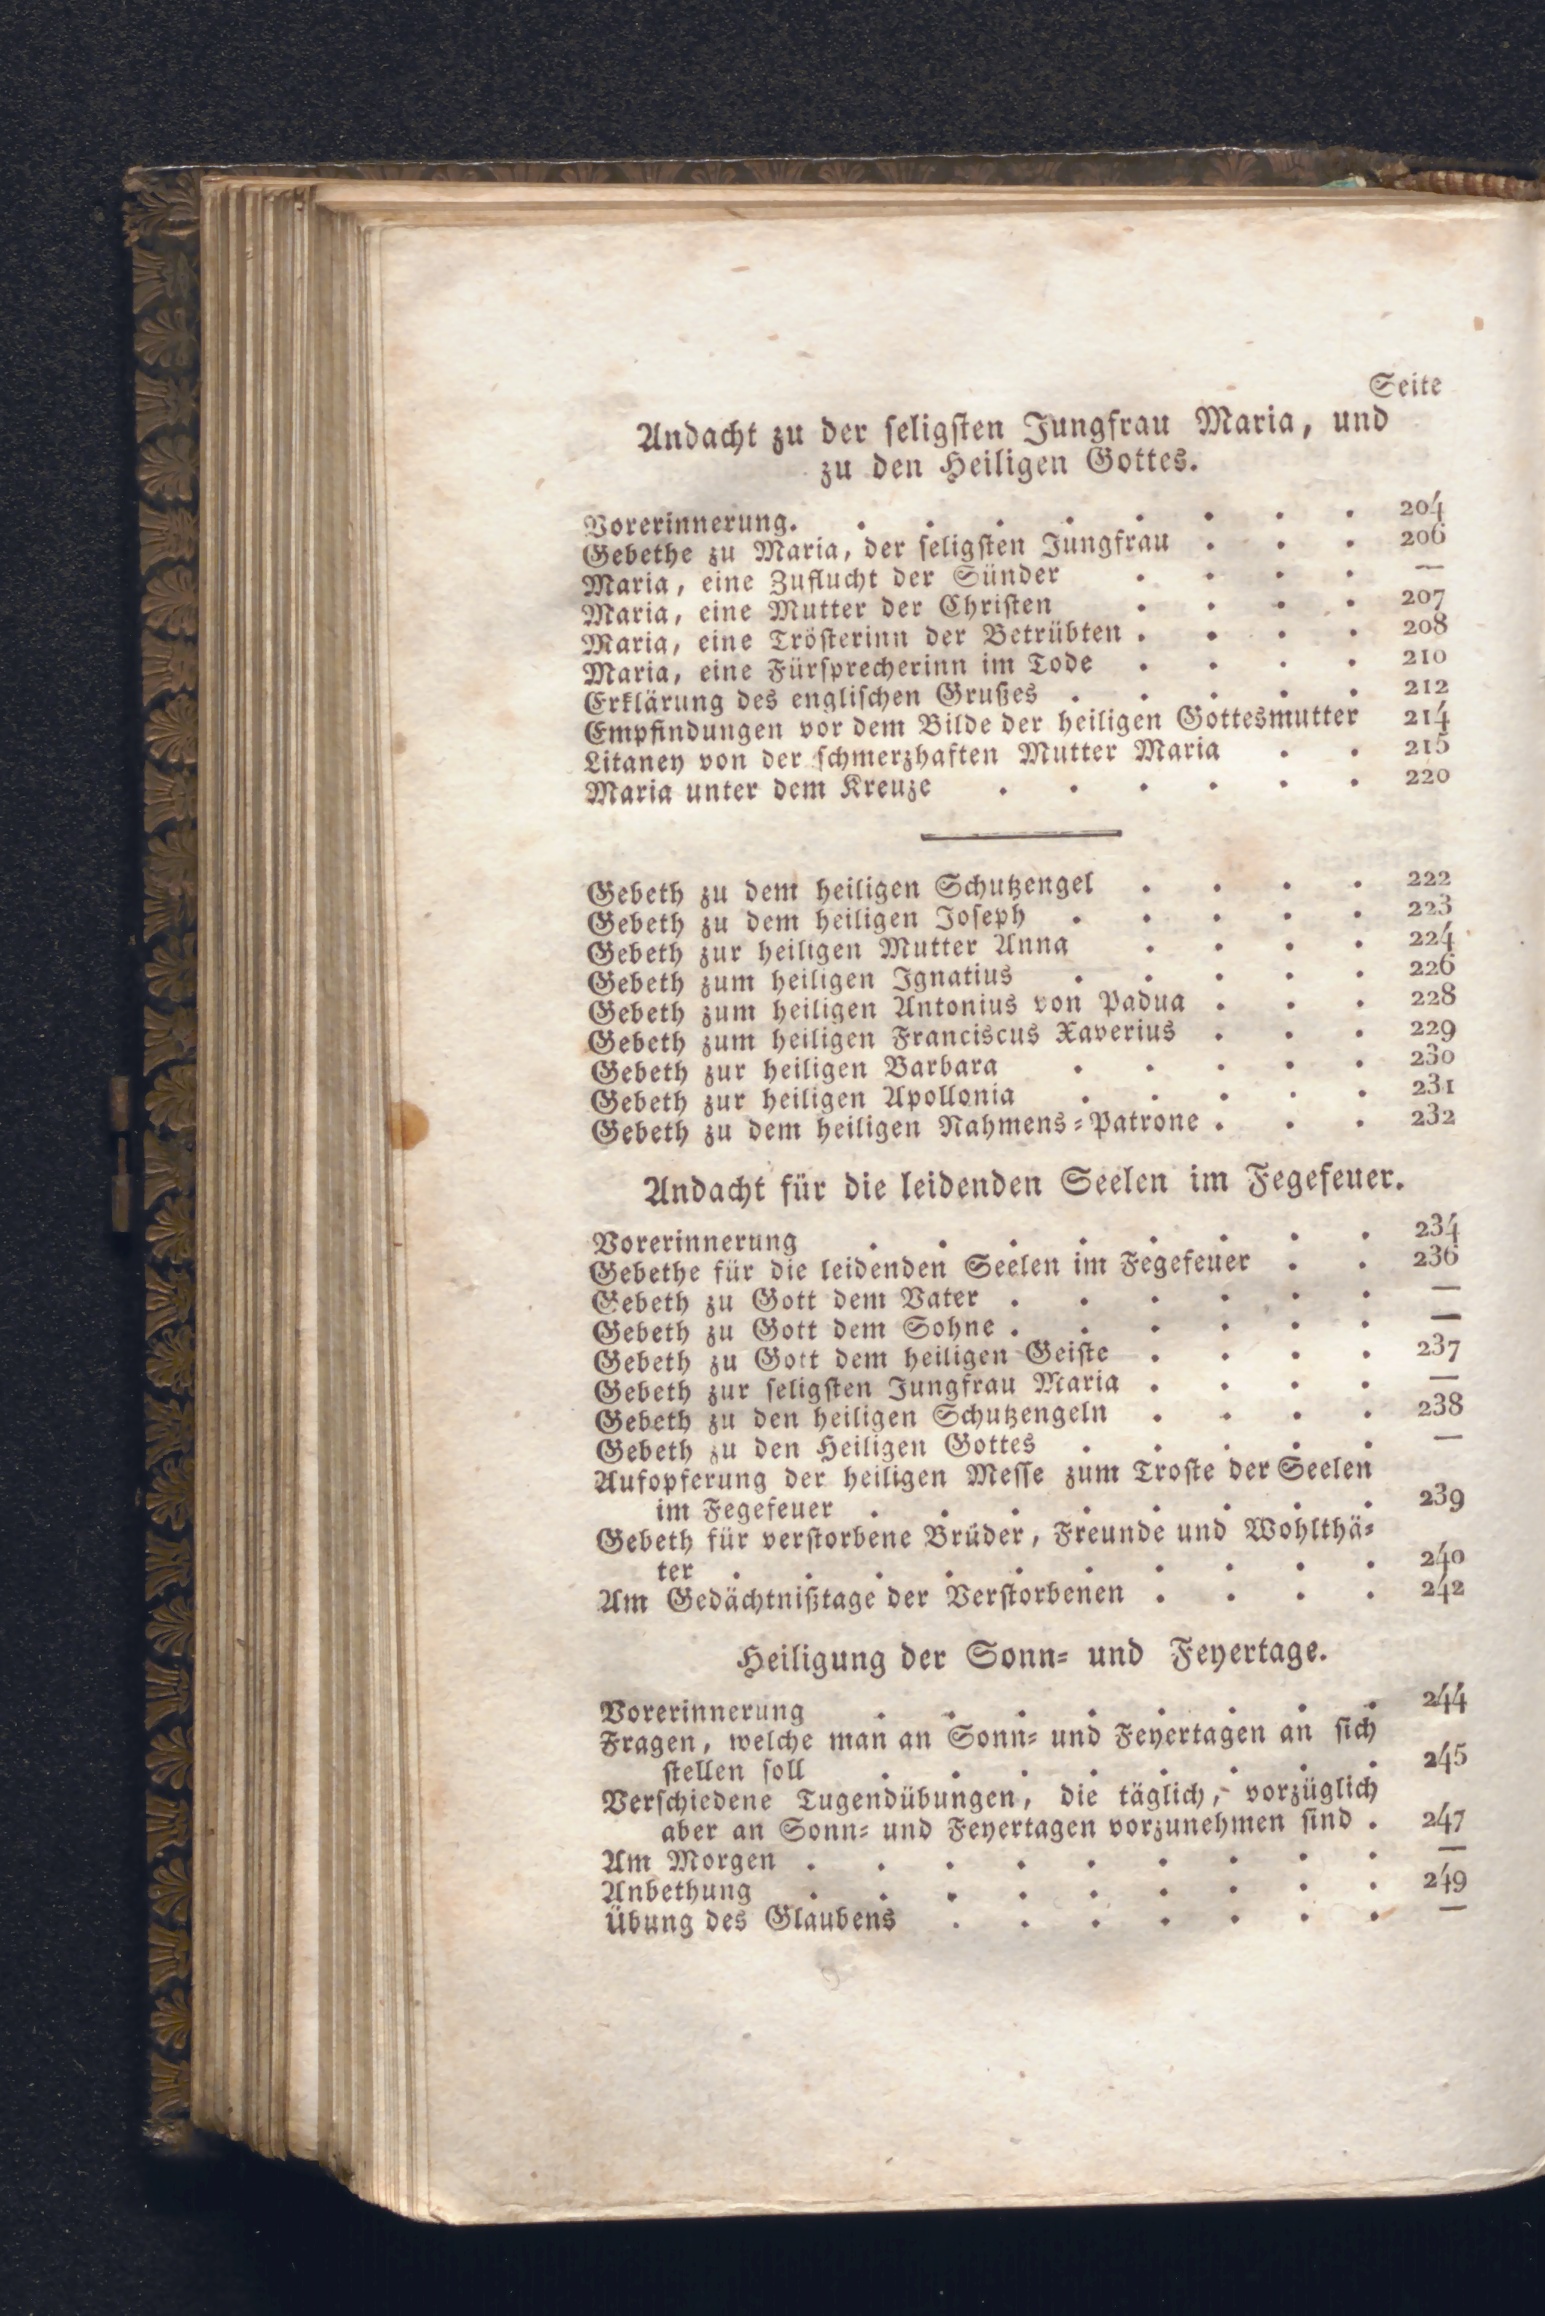 Seite
Andacht zu der seligsten Jungfrau Maria, und
zu den Heiligen Gottes.
Vorerinnerung. . . . . . . . . 204
Gebethe zu Maria, der seligsten Jungfrau . . . 206
Maria, eine Zuflucht der Sünder . . . . —
Maria, eine Mutter der Christen . . . . 207
Maria, eine Trösterinn der Betrübten . . . . 208
Maria, eine Fürsprecherinn im Tode . . . . 210
Erklärung des englischen Grußes . . . . . 212
Empfindungen vor dem Bilde der heiligen Gottesmutter 214
Litaney von der schmerzhaften Mutter Maria . . 215
Maria unter dem Kreuze . . . . . . 220
Gebeth zu dem heiligen Schutzengel . . . . 222
Gebeth zu dem heiligen Joseph . . . . . 223
Gebeth zur heiligen Mutter Anna . . . . 224
Gebeth zum heiligen Ignatius . . . . . 226
Gebeth zum heiligen Antonius von Padua . . . 228
Gebeth zum heiligen Franciscus Xaverius . . . 229
Gebeth zur heiligen Barbara . . . . . 230
Gebeth zur heiligen Apollonia . . . . . 231
Gebeth zu dem heiligen Nahmens-Patrone . . . 232
Andacht für die leidenden Seelen im Fegefeuer.
Vorerinnerung . . . . . . . . 234
Gebethe für die leidenden Seelen im Fegefeuer . . 236
Gebeth zu Gott dem Vater . . . . . . —
Gebeth zu Gott dem Sohne . . . . . . —
Gebeth zu Gott dem heiligen Geiste . . . . 237
Gebeth zur seligsten Jungfrau Maria . . . . —
Gebeth zu den heiligen Schutzengeln . . . . 238
Gebeth zu den Heiligen Gottes . . . . . —
Aufopferung der heiligen Messe zum Troste der Seelen
im Fegefeuer . . . . . . . . 239
Gebeth für verstorbene Brüder, Freunde und Wohlthä-
ter . . . . . . . . . . 240
Am Gedächtnißtage der Verstorbenen . . . . 242
Heiligung der Sonn- und Feyertage.
Vorerinnerung . . . . . . . . 244
Fragen, welche man an Sonn- und Feyertagen an sich
stellen soll . . . . . . . . 245
Verschiedene Tugendübungen, die täglich, vorzüglich
aber an Sonn- und Feyertagen vorzunehmen sind . 247
Am Morgen . . . . . . . . . —
Anbethung . . . . . . . . . 249
Übung des Glaubens . . . . . . . —